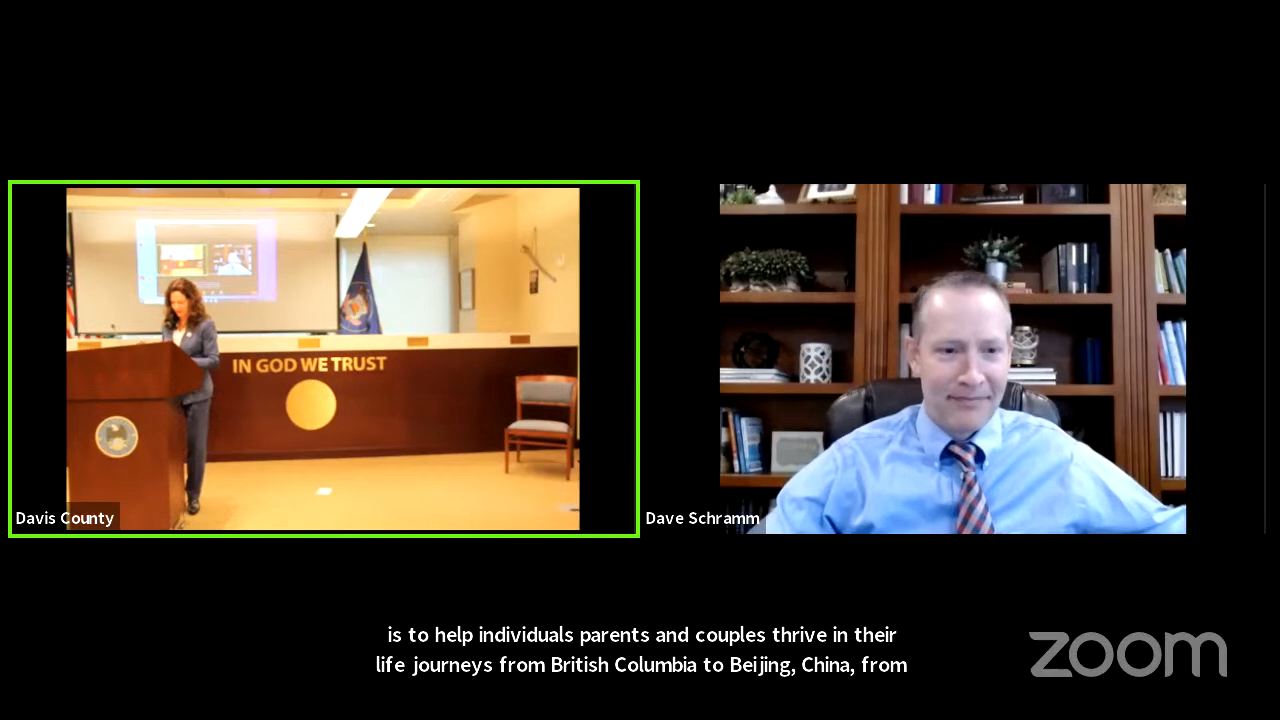 IN GOD WE TRUST
Davis County
Dave Schramm
is to help individuals parents and couples thrive in their
life journeys from British Columbia to Beijing, China, from
zoom